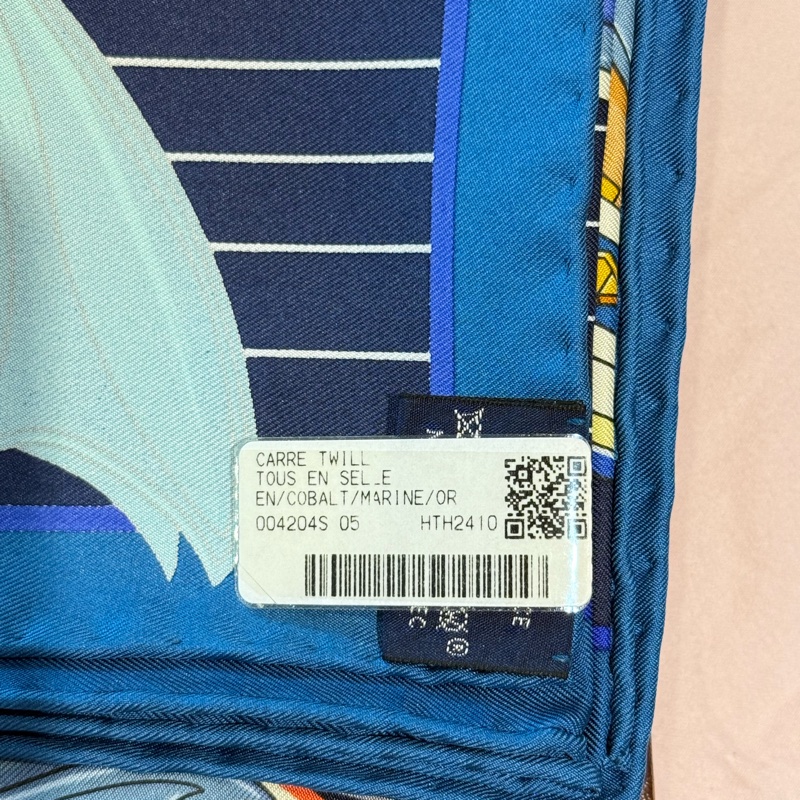 CARRE TWILL
TOUS EN SELLE
EN/COBALT/MARINE/OR
004204S 05 HTH2410